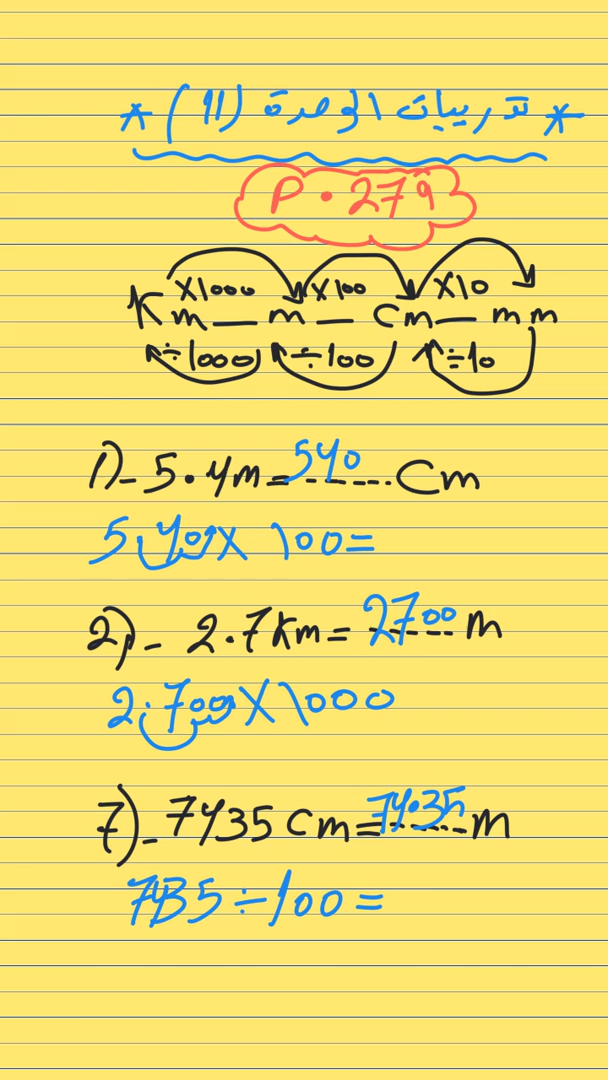 * تدريبات الوحدة (11) *
P. 279
×1000 ×100 ×10
Km — m — Cm — mm
÷1000 ÷100 ÷10
1)- 5.4m = 540 Cm
5.400 × 100 =
2)- 2.7Km = 2700 m
2.700 × 1000
7)- 7435 Cm = 74.35 m
7435 ÷ 100 =